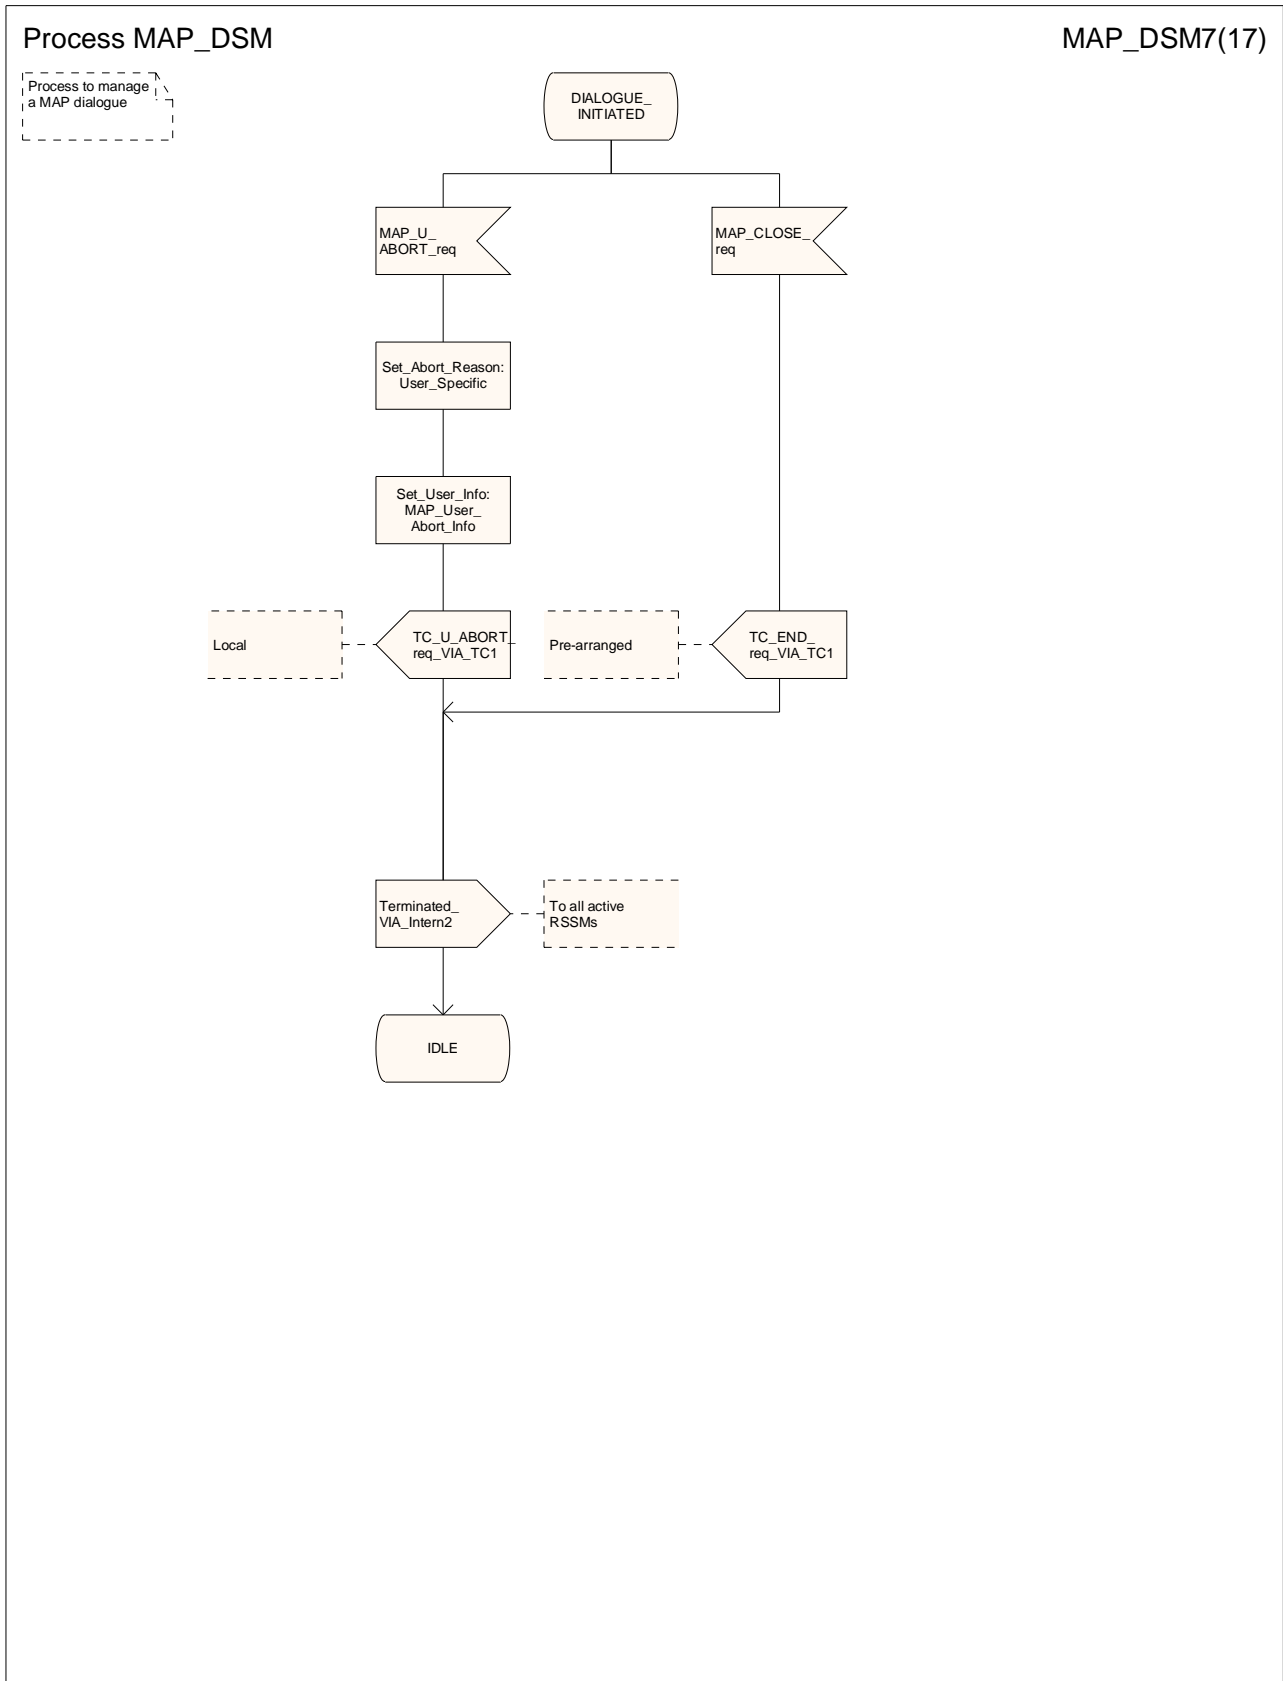 Process MAP_DSM
MAP_DSM7(17)
Process to manage
a MAP dialogue
DIALOGUE_
INITIATED
MAP_U_
ABORT_req
MAP_CLOSE_
req
Set_Abort_Reason:
User_Specific
Set_User_Info:
MAP_User_
Abort_Info
Local
TC_U_ABORT_
req_VIA_TC1
Pre-arranged
TC_END_
req_VIA_TC1
Terminated_
VIA_Intern2
To all active
RSSMs
IDLE